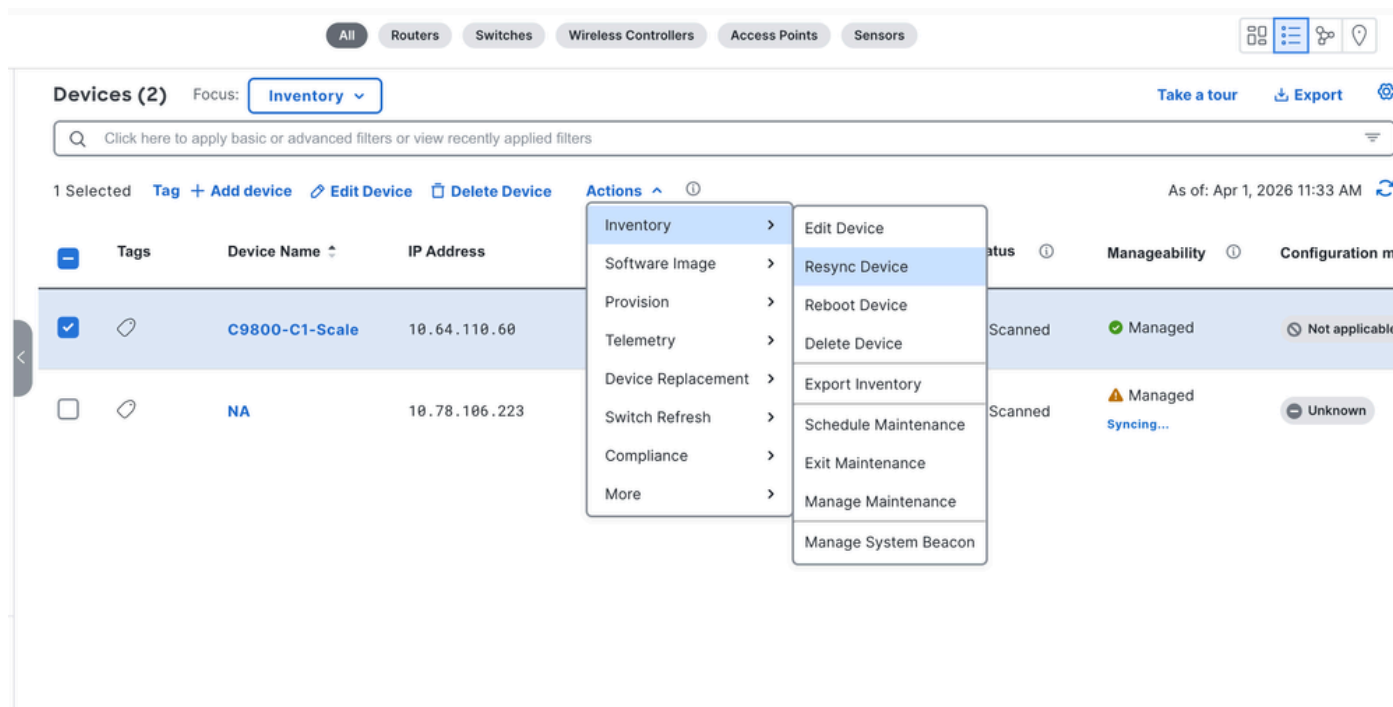 All Routers Switches Wireless Controllers Access Points Sensors
Devices (2) Focus: Inventory Take a tour Export
Click here to apply basic or advanced filters or view recently applied filters
1 Selected Tag Add device Edit Device Delete Device Actions As of: Apr 1, 2026 11:33 AM
Tags Device Name IP Address Manageability
Inventory
Software Image
Provision
Telemetry
Device Replacement
Switch Refresh
Compliance
More
Edit Device
Resync Device
Reboot Device
Delete Device
Export Inventory
Schedule Maintenance
Exit Maintenance
Manage Maintenance
Manage System Beacon
atus
Configuration m
C9800-C1-Scale 10.64.110.60 Scanned Managed Not applicable
NA 10.78.106.223 Scanned Managed Unknown
Syncing...